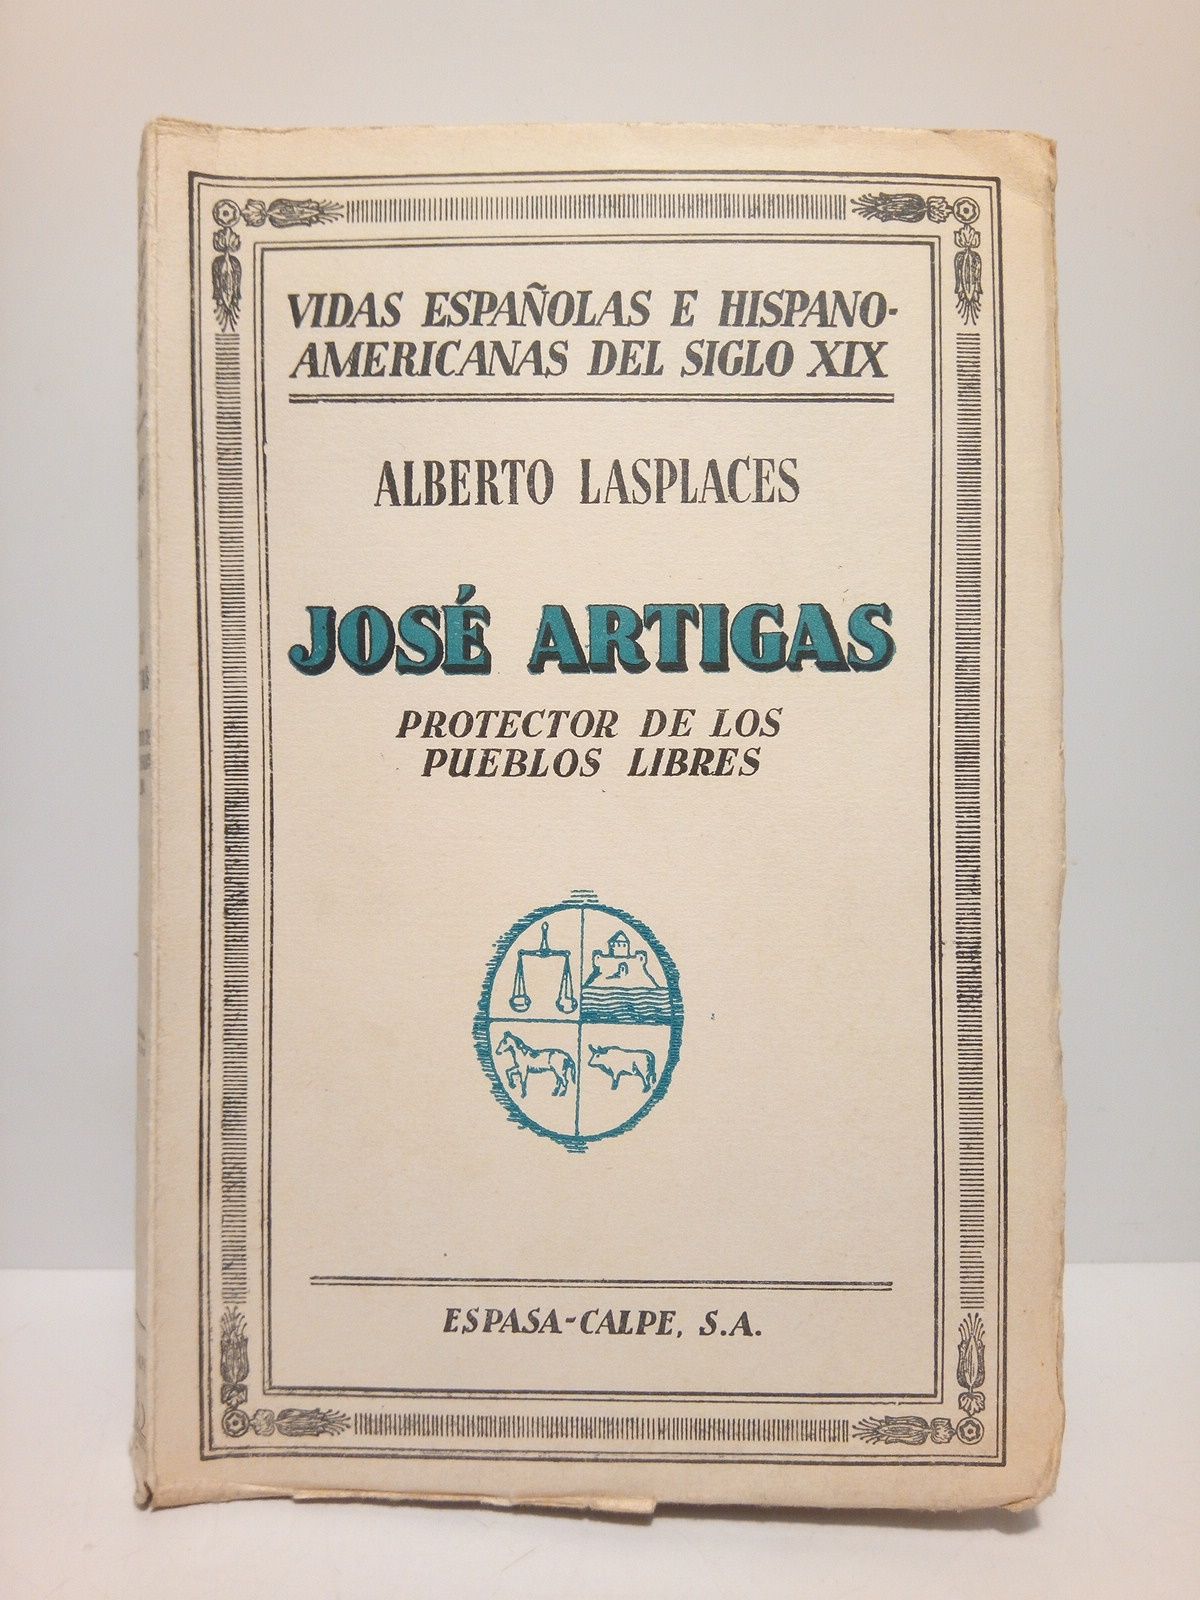 VIDAS ESPAÑOLAS E HISPANO-
AMERICANAS DEL SIGLO XIX
ALBERTO LASPLACES
JOSÉ ARTIGAS
PROTECTOR DE LOS
PUEBLOS LIBRES
ESPASA-CALPE, S.A.